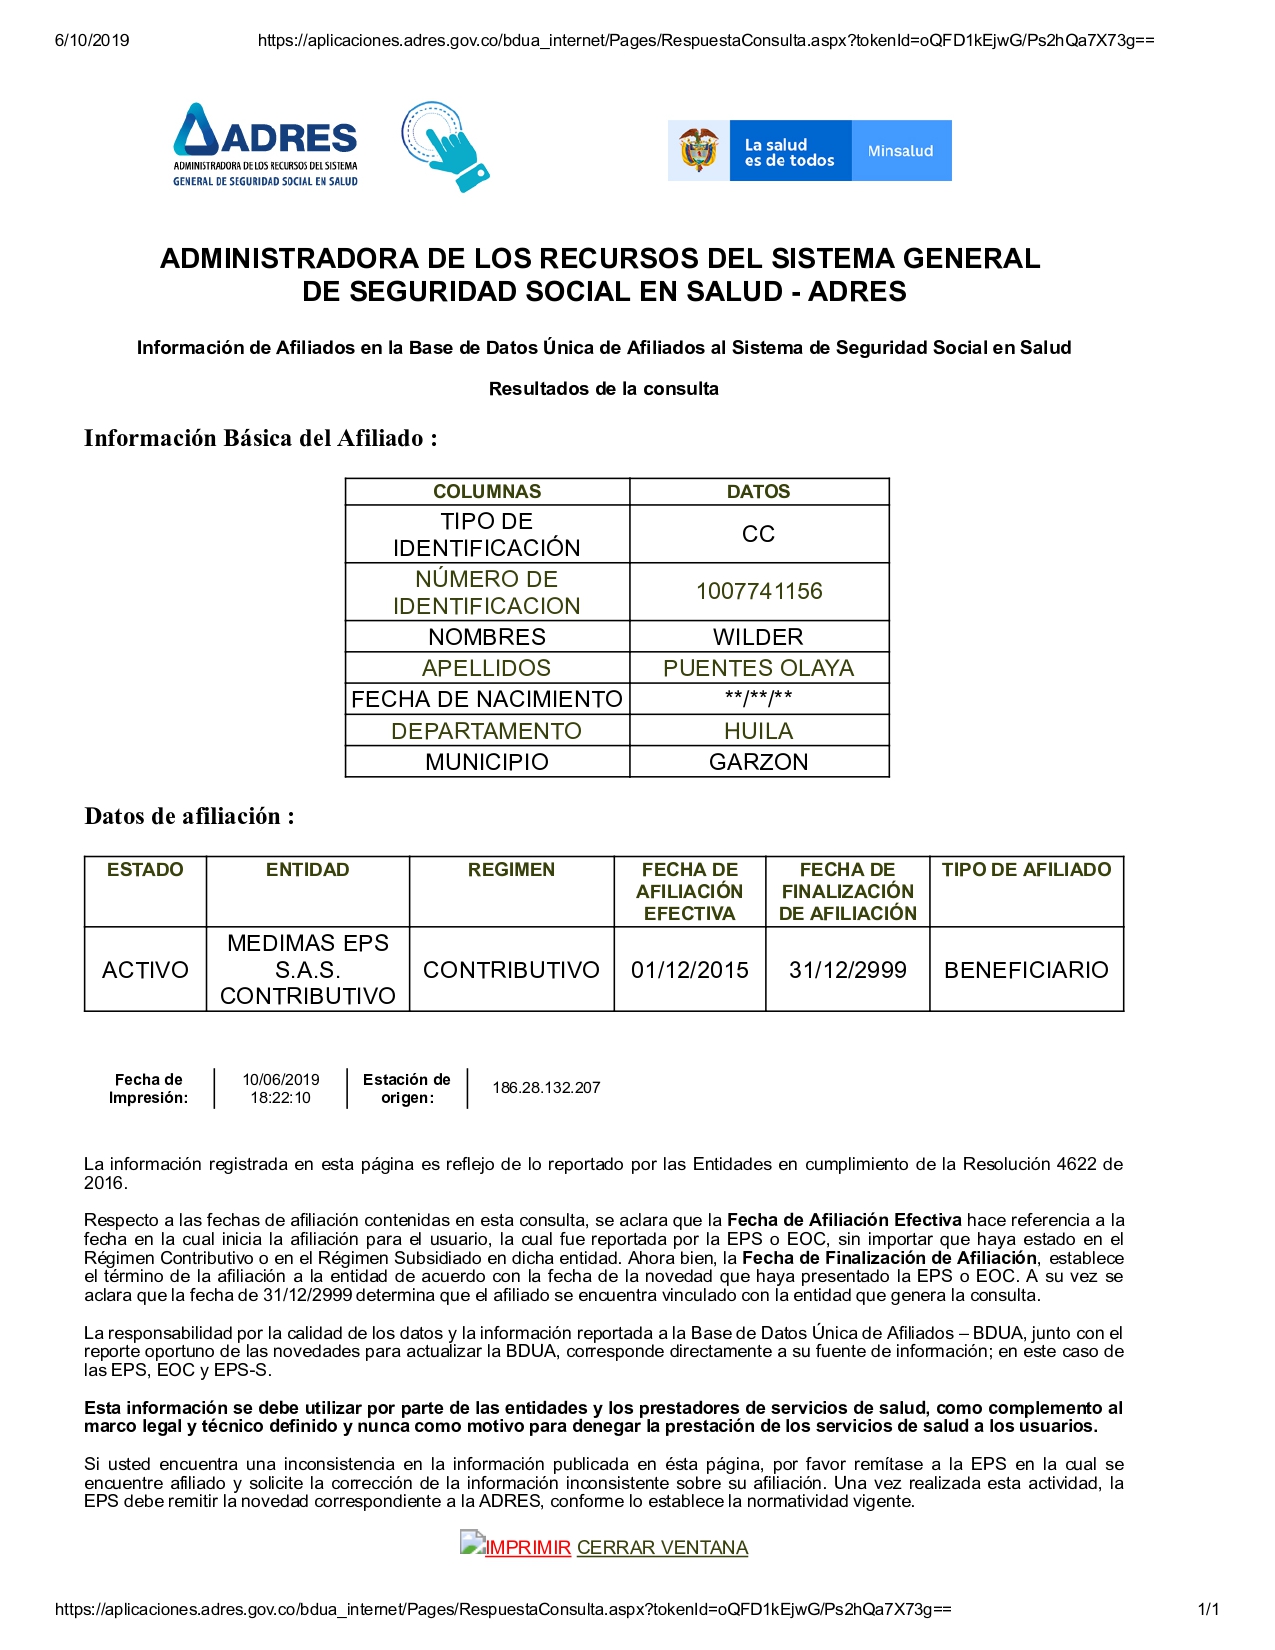 6/10/2019 https://aplicaciones.adres.gov.co/bdua_internet/Pages/RespuestaConsulta.aspx?tokenId=oQFD1kEjwG/Ps2hQa7X73g==
ADRES
ADMINISTRADORA DE LOS RECURSOS DEL SISTEMA
GENERAL DE SEGURIDAD SOCIAL EN SALUD
La salud
es de todos
Minsalud
ADMINISTRADORA DE LOS RECURSOS DEL SISTEMA GENERAL
DE SEGURIDAD SOCIAL EN SALUD - ADRES
Información de Afiliados en la Base de Datos Única de Afiliados al Sistema de Seguridad Social en Salud
Resultados de la consulta
Información Básica del Afiliado :
COLUMNAS DATOS
TIPO DE
IDENTIFICACIÓN CC
NÚMERO DE
IDENTIFICACION 1007741156
NOMBRES WILDER
APELLIDOS PUENTES OLAYA
FECHA DE NACIMIENTO **/**/**
DEPARTAMENTO HUILA
MUNICIPIO GARZON
Datos de afiliación :
ESTADO ENTIDAD REGIMEN FECHA DE AFILIACIÓN EFECTIVA FECHA DE FINALIZACIÓN DE AFILIACIÓN TIPO DE AFILIADO
ACTIVO MEDIMAS EPS S.A.S. CONTRIBUTIVO CONTRIBUTIVO 01/12/2015 31/12/2999 BENEFICIARIO
Fecha de Impresión: 10/06/2019 18:22:10 Estación de origen: 186.28.132.207
La información registrada en esta página es reflejo de lo reportado por las Entidades en cumplimiento de la Resolución 4622 de
2016.
Respecto a las fechas de afiliación contenidas en esta consulta, se aclara que la Fecha de Afiliación Efectiva hace referencia a la
fecha en la cual inicia la afiliación para el usuario, la cual fue reportada por la EPS o EOC, sin importar que haya estado en el
Régimen Contributivo o en el Régimen Subsidiado en dicha entidad. Ahora bien, la Fecha de Finalización de Afiliación, establece
el término de la afiliación a la entidad de acuerdo con la fecha de la novedad que haya presentado la EPS o EOC. A su vez se
aclara que la fecha de 31/12/2999 determina que el afiliado se encuentra vinculado con la entidad que genera la consulta.
La responsabilidad por la calidad de los datos y la información reportada a la Base de Datos Única de Afiliados – BDUA, junto con el
reporte oportuno de las novedades para actualizar la BDUA, corresponde directamente a su fuente de información; en este caso de
las EPS, EOC y EPS-S.
Esta información se debe utilizar por parte de las entidades y los prestadores de servicios de salud, como complemento al
marco legal y técnico definido y nunca como motivo para denegar la prestación de los servicios de salud a los usuarios.
Si usted encuentra una inconsistencia en la información publicada en ésta página, por favor remítase a la EPS en la cual se
encuentre afiliado y solicite la corrección de la información inconsistente sobre su afiliación. Una vez realizada esta actividad, la
EPS debe remitir la novedad correspondiente a la ADRES, conforme lo establece la normatividad vigente.
IMPRIMIR CERRAR VENTANA
https://aplicaciones.adres.gov.co/bdua_internet/Pages/RespuestaConsulta.aspx?tokenId=oQFD1kEjwG/Ps2hQa7X73g== 1/1